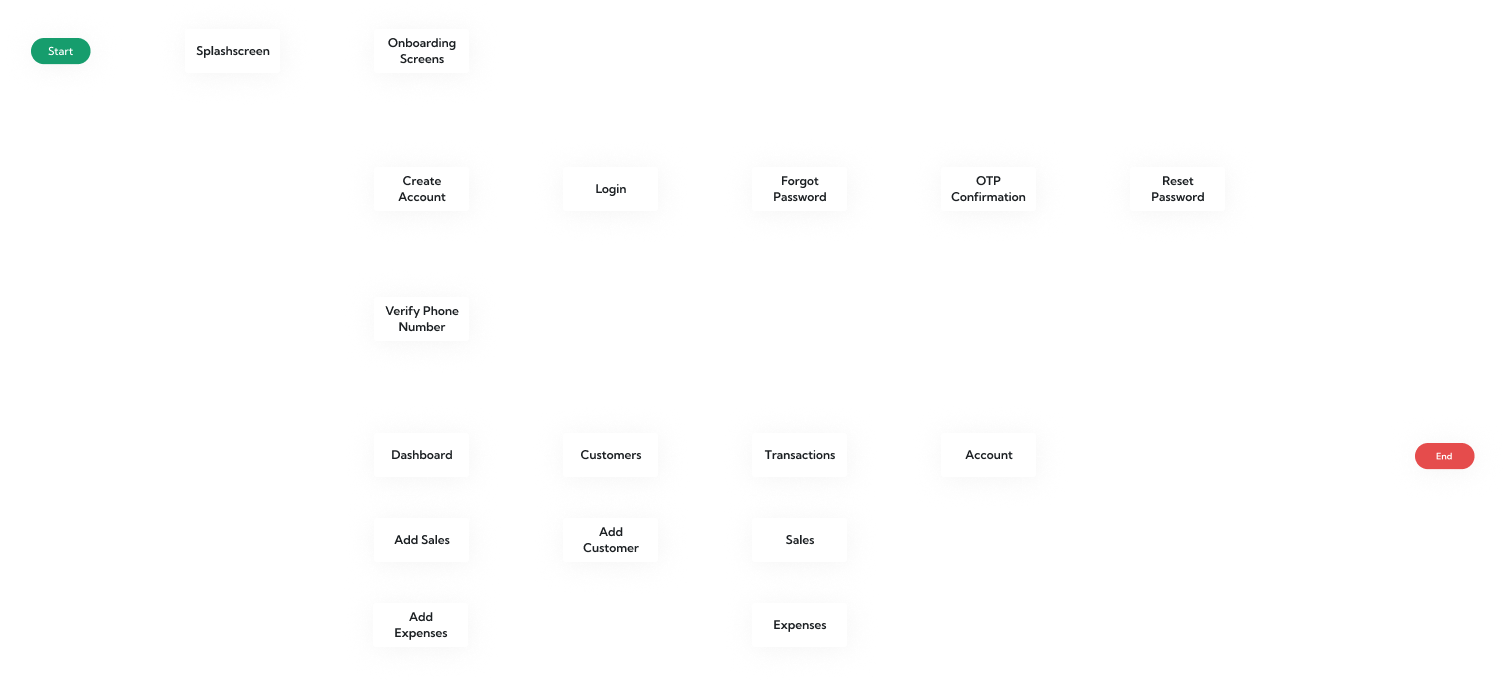 Start
Splashscreen
Onboarding
Screens
Create
Account
Login
Forgot
Password
OTP
Confirmation
Reset
Password
Verify Phone
Number
Dashboard
Customers
Transactions
Account
End
Add Sales
Add
Customer
Sales
Add
Expenses
Expenses